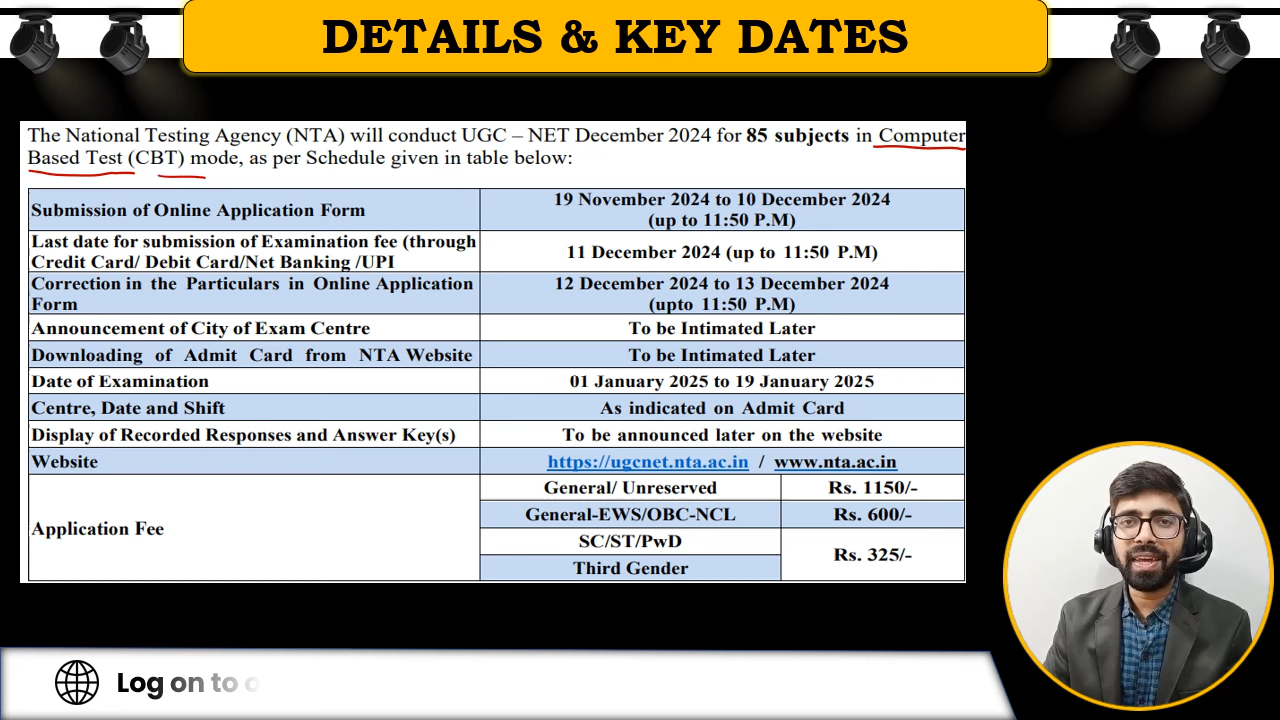 DETAILS & KEY DATES
The National Testing Agency (NTA) will conduct UGC – NET December 2024 for 85 subjects in Computer
Based Test (CBT) mode, as per Schedule given in table below:
Submission of Online Application Form
19 November 2024 to 10 December 2024
(up to 11:50 P.M)
Last date for submission of Examination fee (through
Credit Card/ Debit Card/Net Banking /UPI
11 December 2024 (up to 11:50 P.M)
Correction in the Particulars in Online Application
Form
12 December 2024 to 13 December 2024
(upto 11:50 P.M)
Announcement of City of Exam Centre
To be Intimated Later
Downloading of Admit Card from NTA Website
To be Intimated Later
Date of Examination
01 January 2025 to 19 January 2025
Centre, Date and Shift
As indicated on Admit Card
Display of Recorded Responses and Answer Key(s)
To be announced later on the website
Website
https://ugcnet.nta.ac.in / www.nta.ac.in
Application Fee
General/ Unreserved
Rs. 1150/-
General-EWS/OBC-NCL
Rs. 600/-
SC/ST/PwD
Rs. 325/-
Third Gender
Log on to